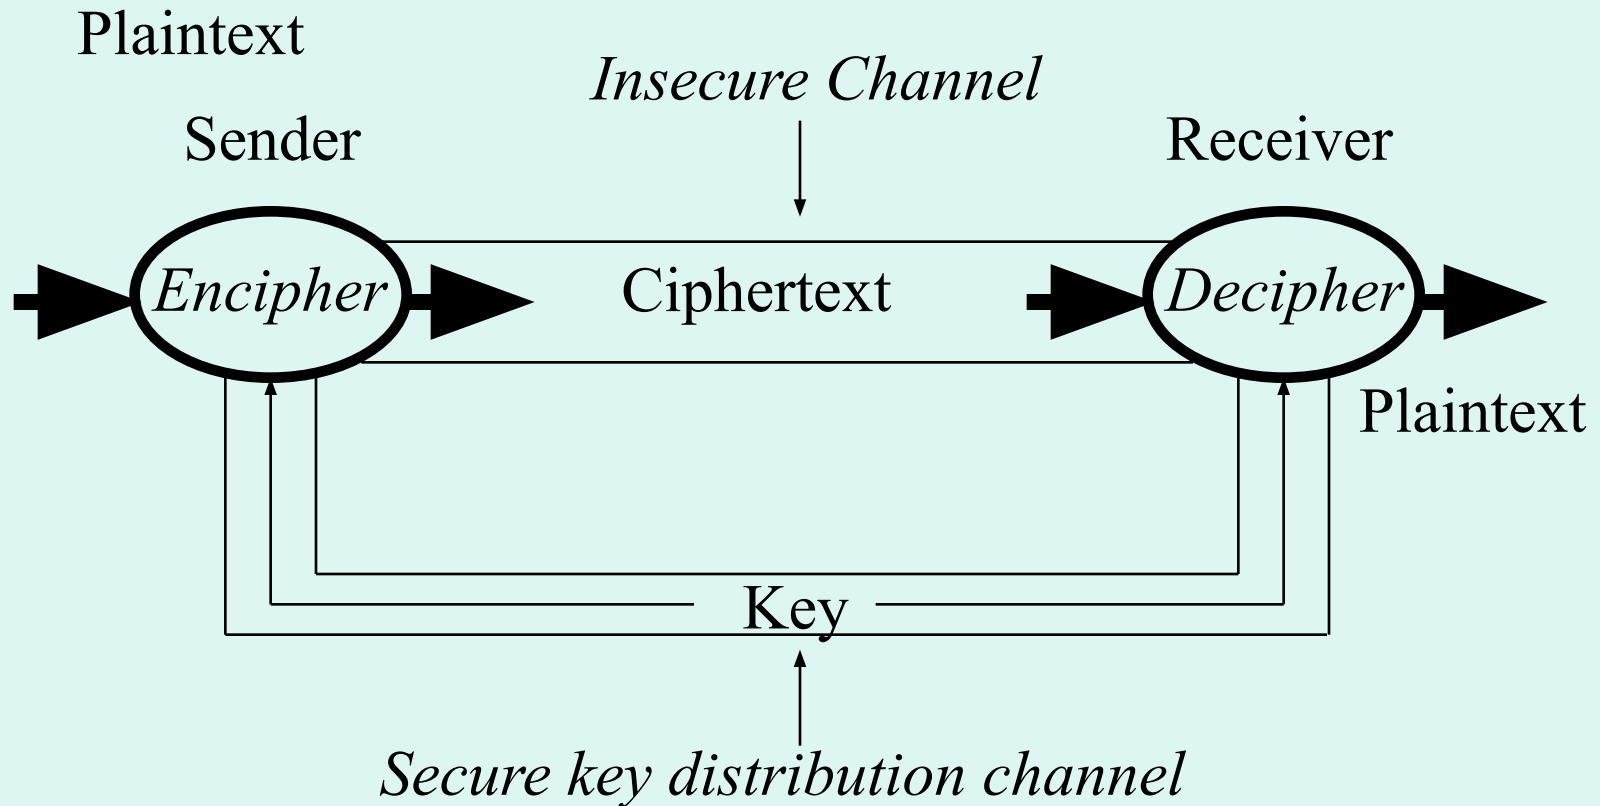 Plaintext
Insecure Channel
Sender
Receiver
Encipher
Ciphertext
Decipher
Plaintext
Key
Secure key distribution channel